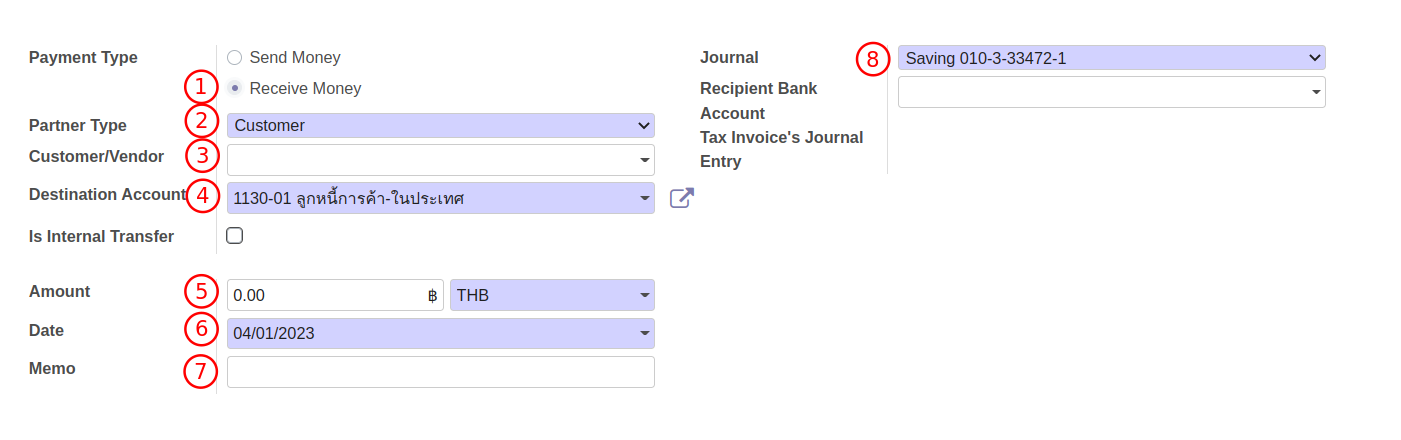 Payment Type
Send Money
1 Receive Money
Partner Type 2 Customer
Customer/Vendor 3
Destination Account 4 1130-01 ลูกหนี้การค้า-ในประเทศ
Is Internal Transfer
Amount 5 0.00 ฿ THB
Date 6 04/01/2023
Memo 7
Journal 8 Saving 010-3-33472-1
Recipient Bank
Account
Tax Invoice's Journal
Entry